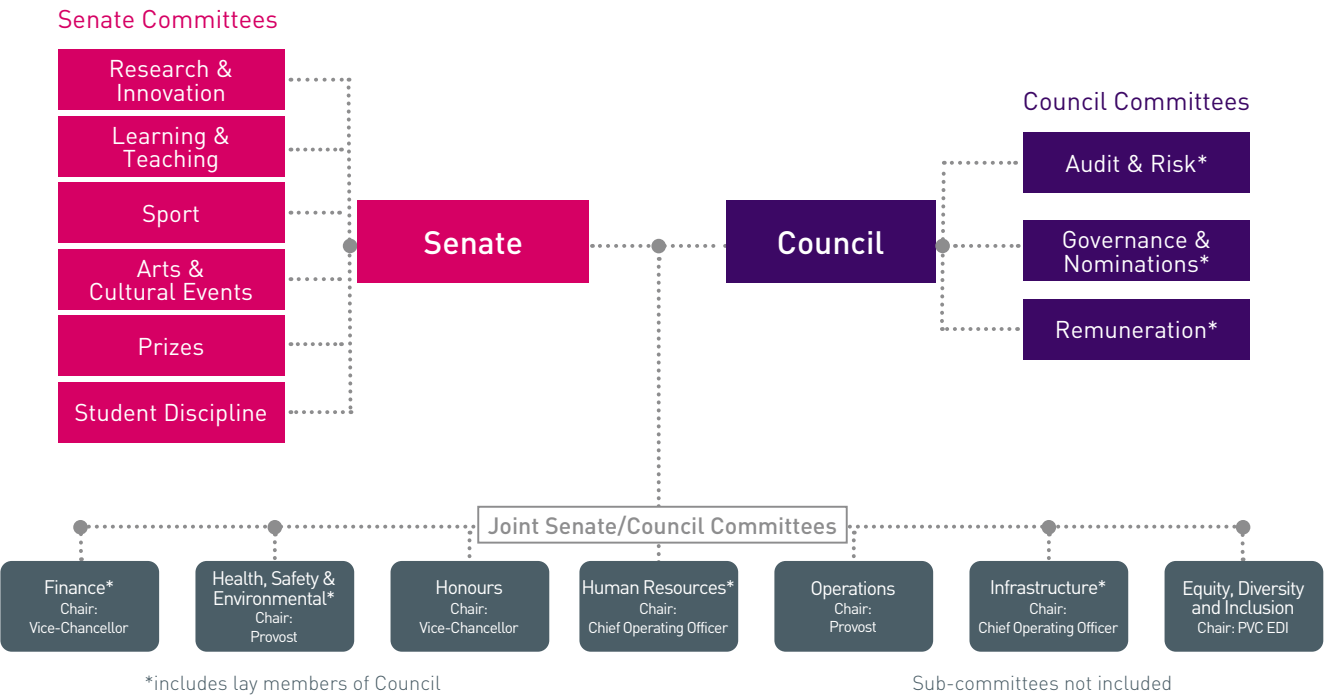 Senate Committees
Research &
Innovation
Learning &
Teaching
Sport
Arts &
Cultural Events
Prizes
Student Discipline
Senate
Council
Council Committees
Audit & Risk*
Governance &
Nominations*
Remuneration*
Joint Senate/Council Committees
Finance*
Chair:
Vice-Chancellor
Health, Safety &
Environmental*
Chair:
Provost
Honours
Chair:
Vice-Chancellor
Human Resources*
Chair:
Chief Operating Officer
Operations
Chair:
Provost
Infrastructure*
Chair:
Chief Operating Officer
Equity, Diversity
and Inclusion
Chair: PVC EDI
*includes lay members of Council
Sub-committees not included